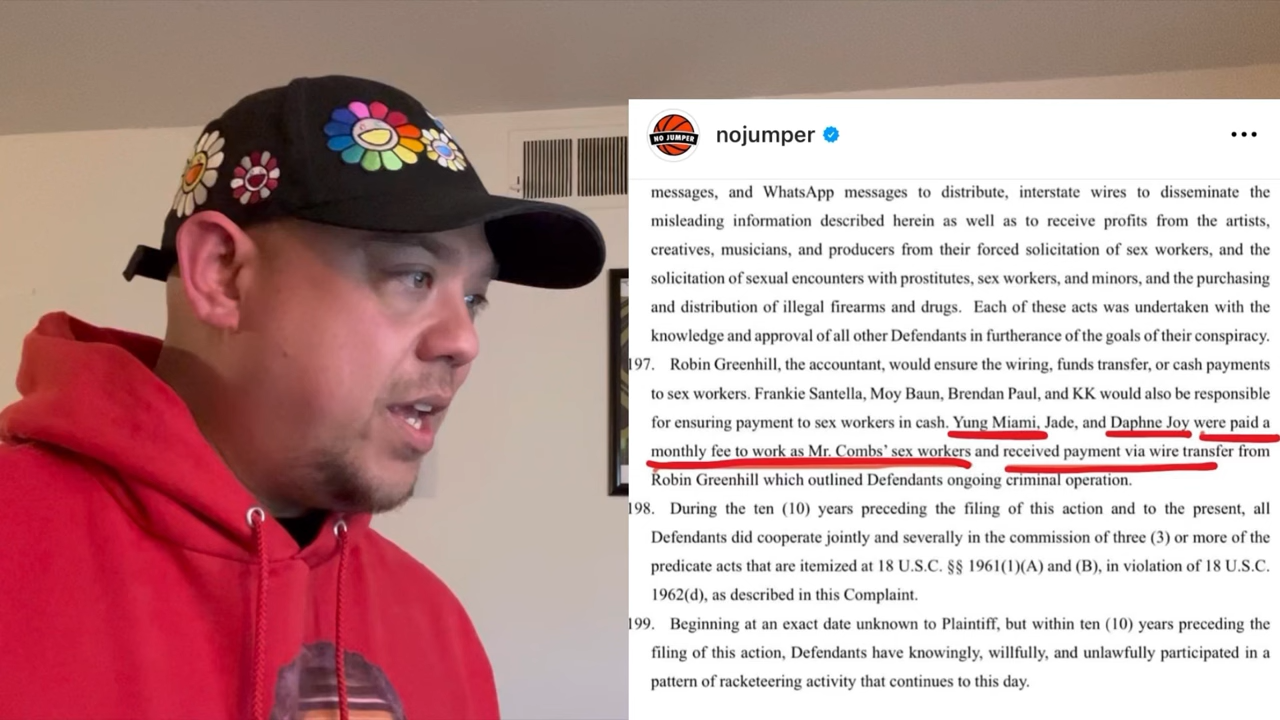 NO JUMPER
nojumper
messages, and WhatsApp messages to distribute, interstate wires to disseminate the
misleading information described herein as well as to receive profits from the artists,
creatives, musicians, and producers from their forced solicitation of sex workers, and the
solicitation of sexual encounters with prostitutes, sex workers, and minors, and the purchasing
and distribution of illegal firearms and drugs. Each of these acts was undertaken with the
knowledge and approval of all other Defendants in furtherance of the goals of their conspiracy.
197. Robin Greenhill, the accountant, would ensure the wiring, funds transfer, or cash payments
to sex workers. Frankie Santella, Moy Baun, Brendan Paul, and KK would also be responsible
for ensuring payment to sex workers in cash. Yung Miami, Jade, and Daphne Joy were paid a
monthly fee to work as Mr. Combs’ sex workers and received payment via wire transfer from
Robin Greenhill which outlined Defendants ongoing criminal operation.
198. During the ten (10) years preceding the filing of this action and to the present, all
Defendants did cooperate jointly and severally in the commission of three (3) or more of the
predicate acts that are itemized at 18 U.S.C. §§ 1961(1)(A) and (B), in violation of 18 U.S.C.
1962(d), as described in this Complaint.
199. Beginning at an exact date unknown to Plaintiff, but within ten (10) years preceding the
filing of this action, Defendants have knowingly, willfully, and unlawfully participated in a
pattern of racketeering activity that continues to this day.